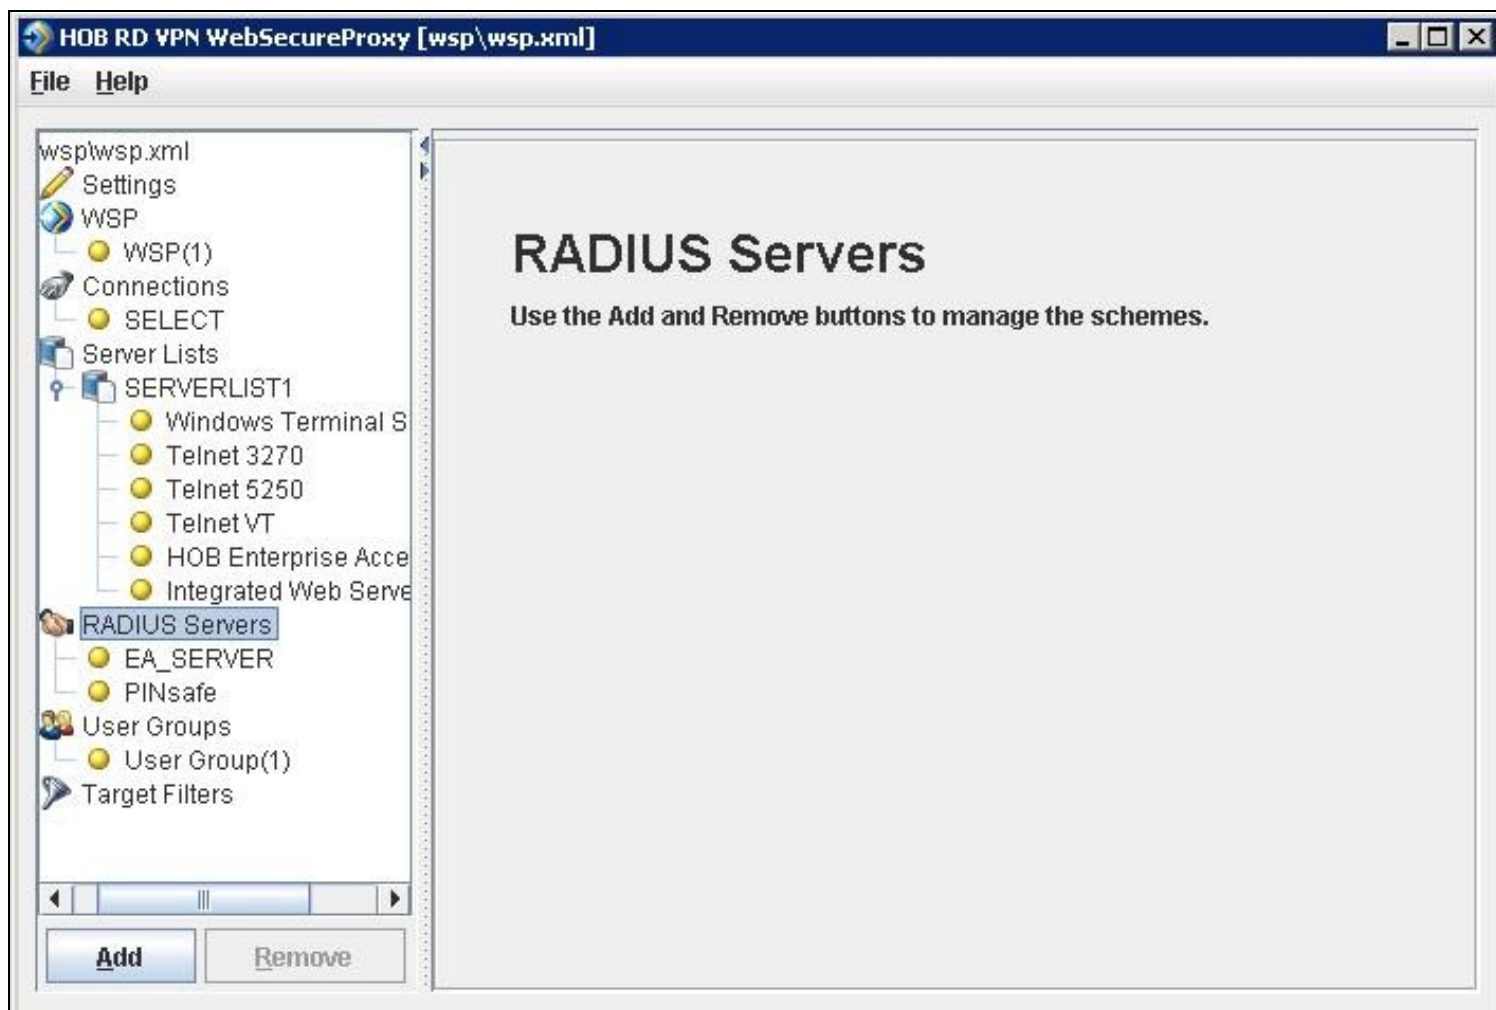 HOB RD VPN WebSecureProxy [wsp\wsp.xml]
File Help
wsp\wsp.xml
Settings
WSP
WSP(1)
Connections
SELECT
Server Lists
SERVERLIST1
Windows Terminal S
Telnet 3270
Telnet 5250
Telnet VT
HOB Enterprise Acce
Integrated Web Serve
RADIUS Servers
EA_SERVER
PINsafe
User Groups
User Group(1)
Target Filters
Add Remove
RADIUS Servers
Use the Add and Remove buttons to manage the schemes.